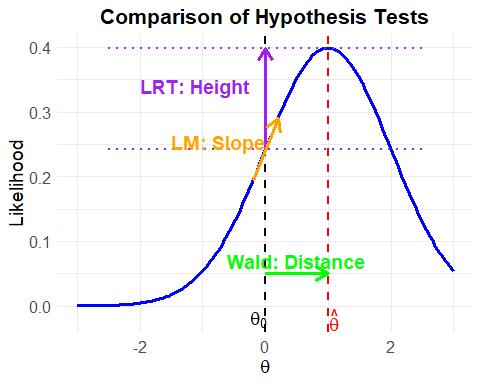 Comparison of Hypothesis Tests
0.4
LRT: Height
0.3
LM: Slope
Likelihood
0.2
0.1
Wald: Distance
0.0
θ₀
θ̂
-2
0
2
θ